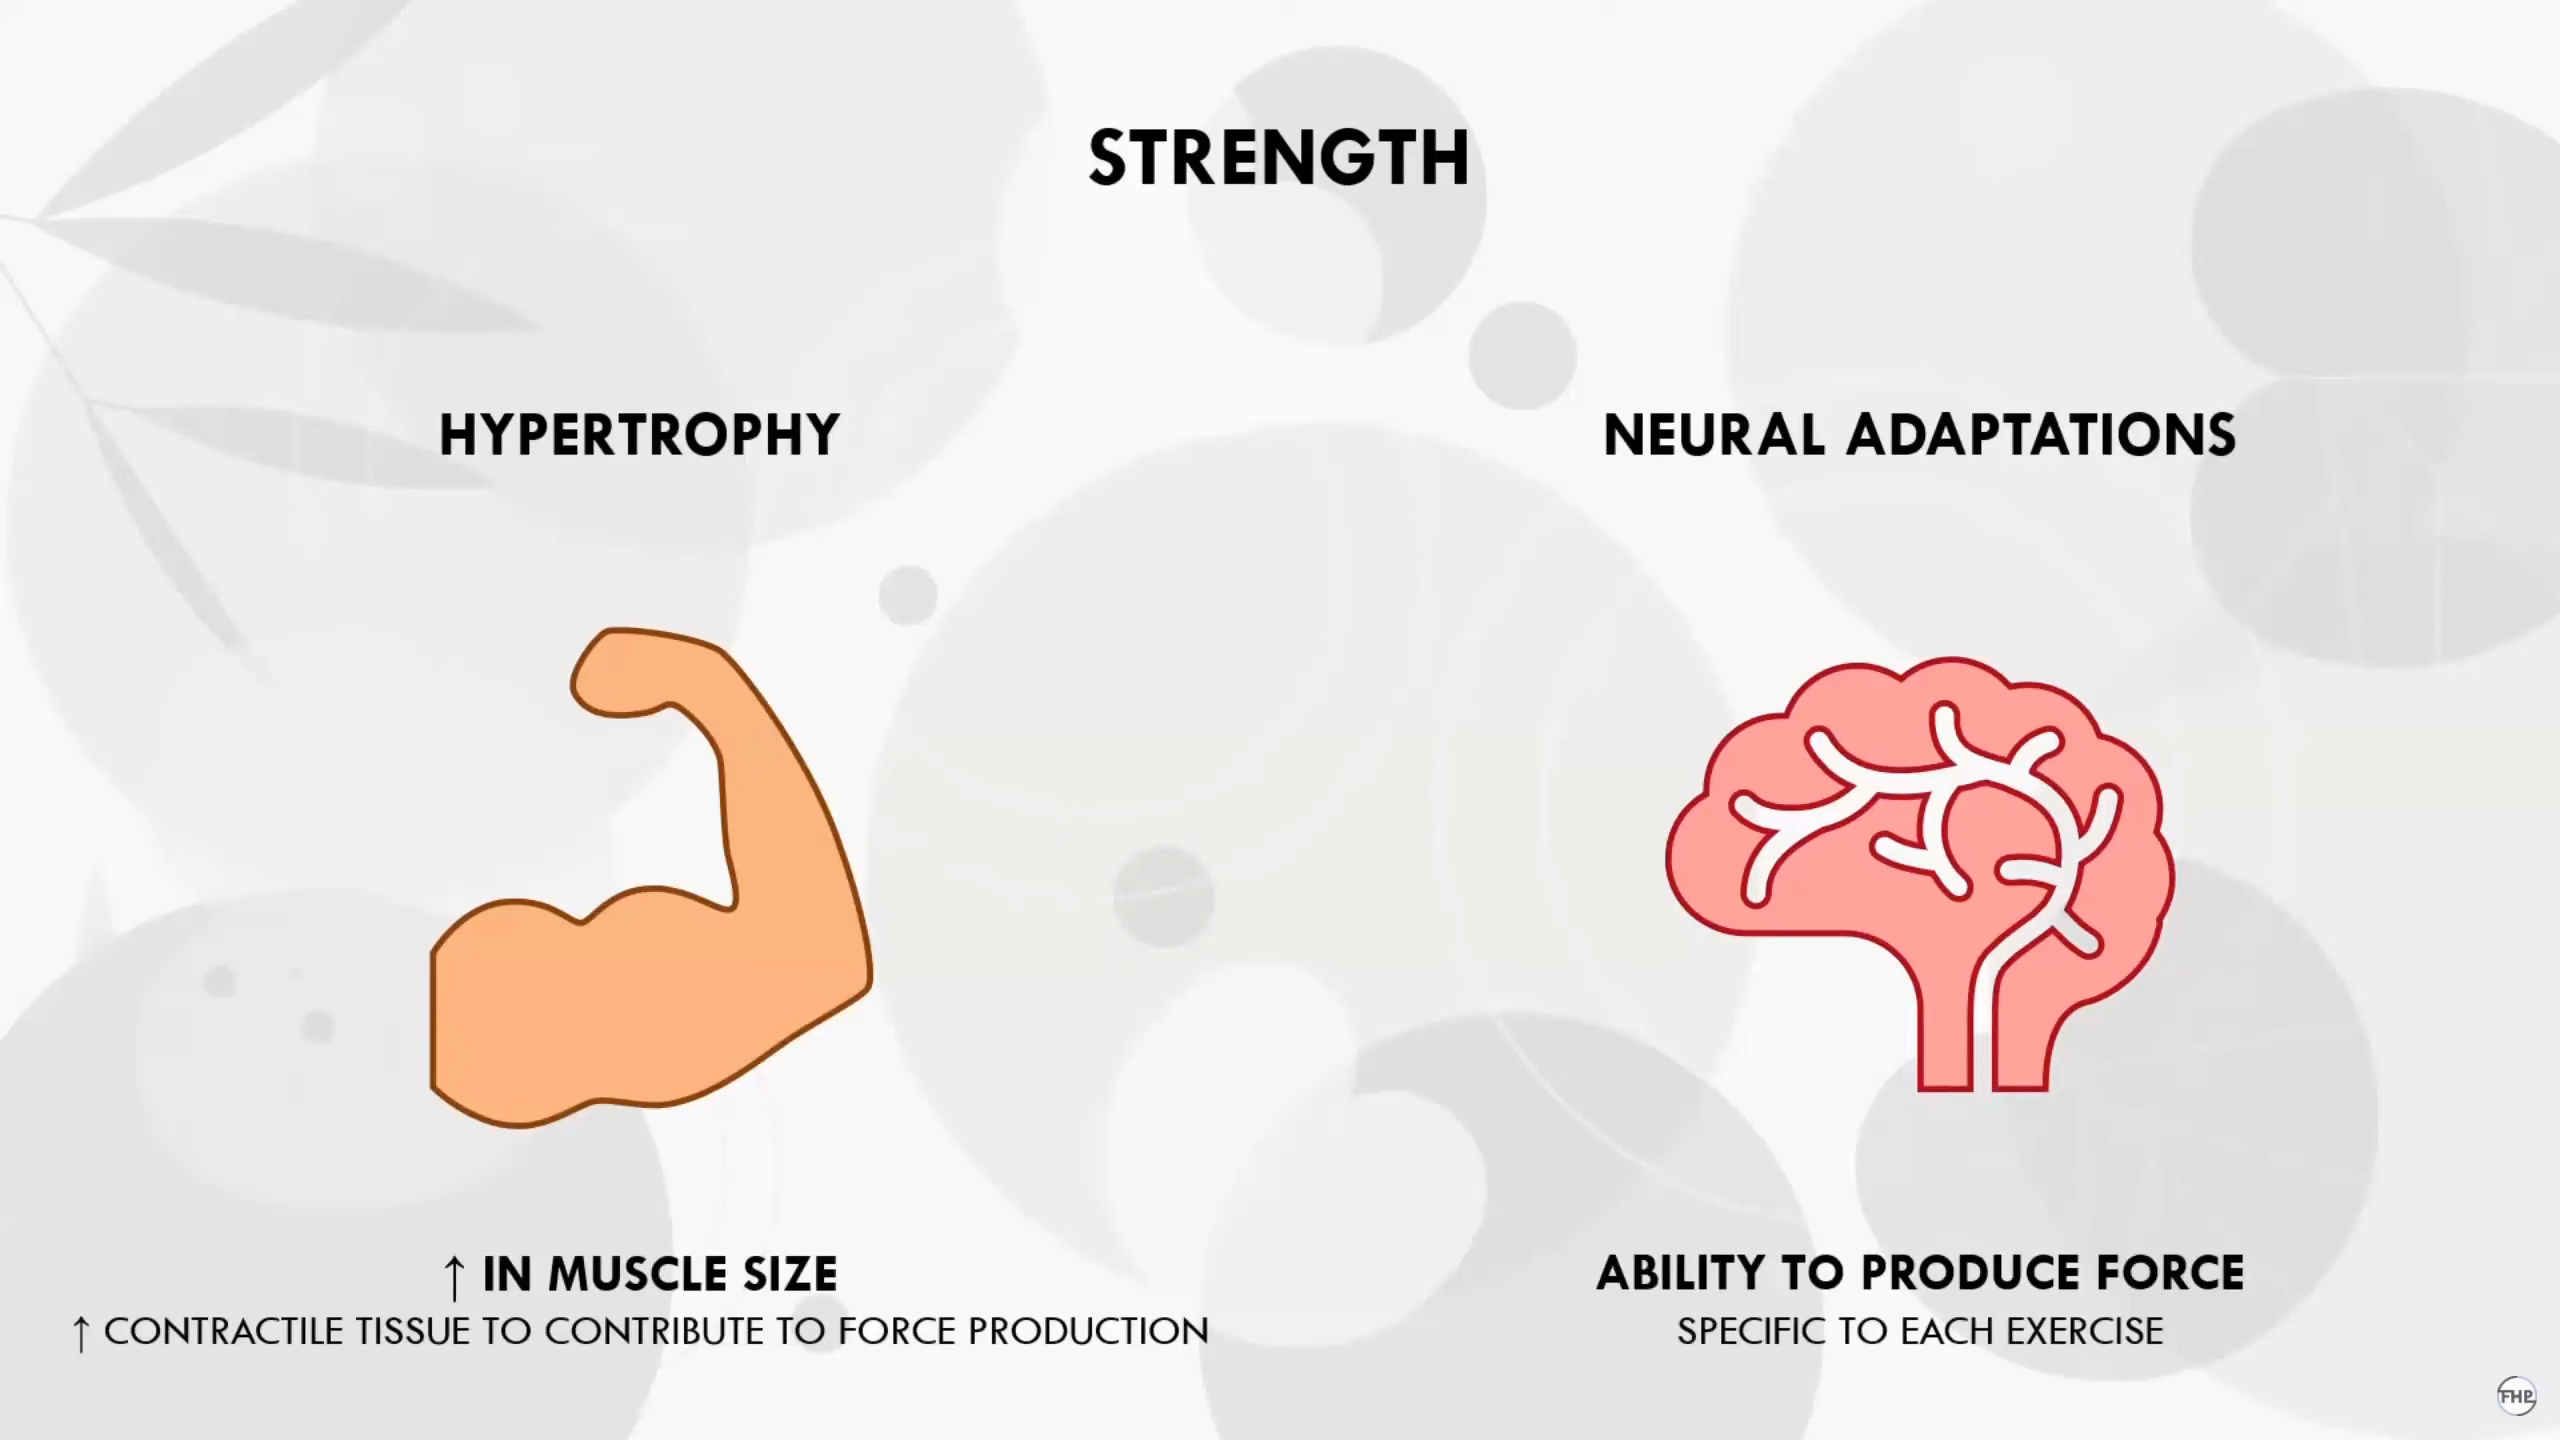 STRENGTH
HYPERTROPHY
NEURAL ADAPTATIONS
↑ IN MUSCLE SIZE
↑ CONTRACTILE TISSUE TO CONTRIBUTE TO FORCE PRODUCTION
ABILITY TO PRODUCE FORCE
SPECIFIC TO EACH EXERCISE
FHP